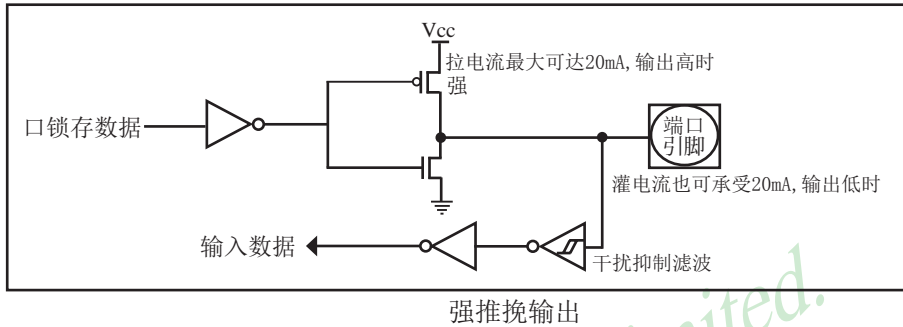 Vcc
拉电流最大可达20mA,输出高时
强
口锁存数据
端口
引脚
灌电流也可承受20mA,输出低时
输入数据
干扰抑制滤波
强推挽输出
mited.